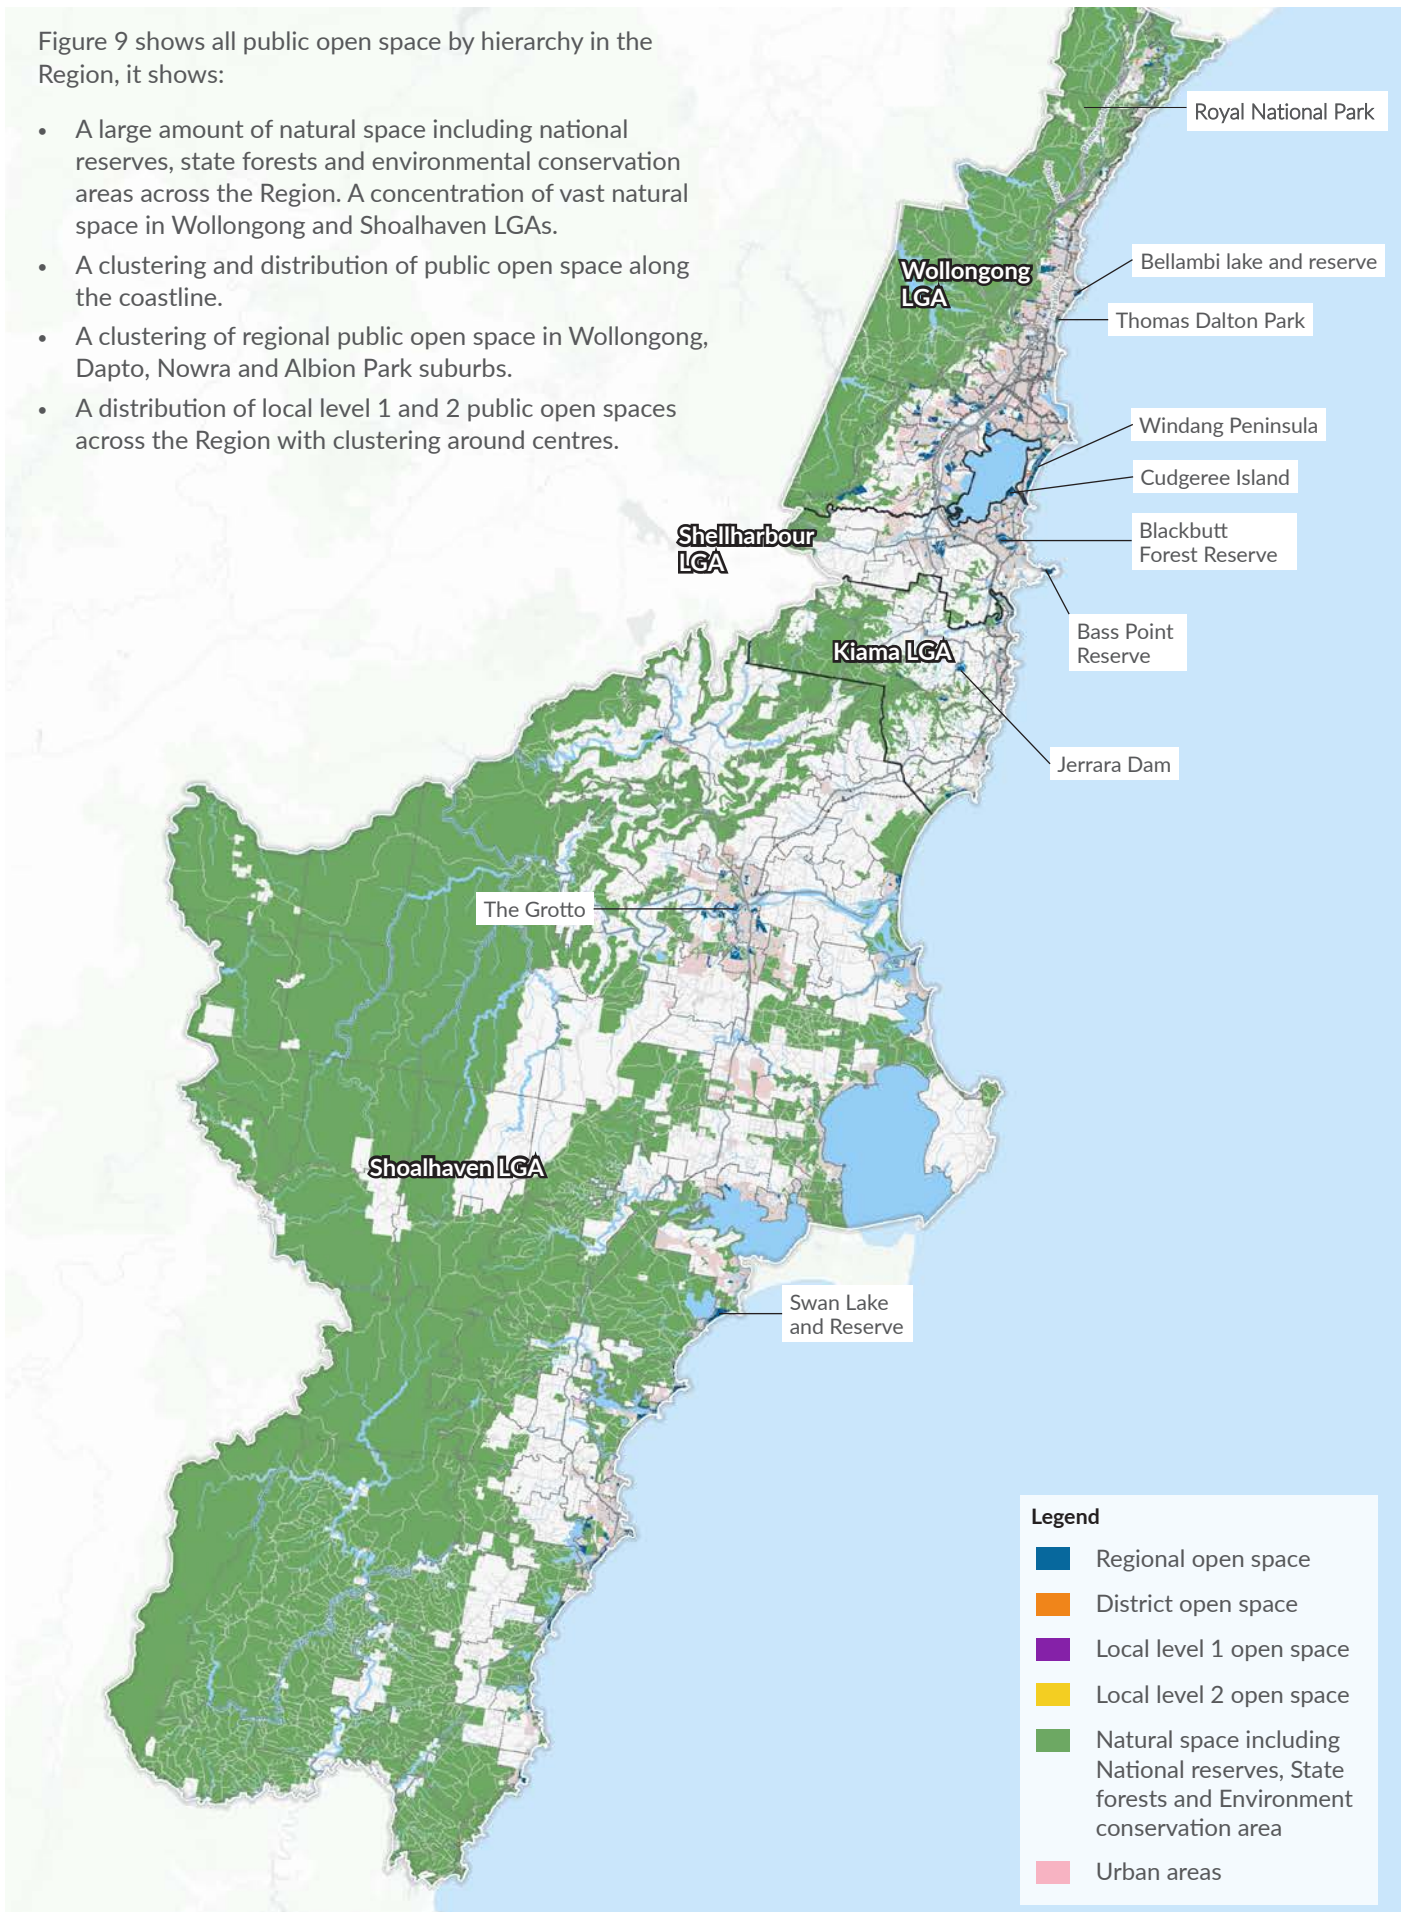 Figure 9 shows all public open space by hierarchy in the
Region, it shows:
• A large amount of natural space including national
reserves, state forests and environmental conservation
areas across the Region. A concentration of vast natural
space in Wollongong and Shoalhaven LGAs.
• A clustering and distribution of public open space along
the coastline.
• A clustering of regional public open space in Wollongong,
Dapto, Nowra and Albion Park suburbs.
• A distribution of local level 1 and 2 public open spaces
across the Region with clustering around centres.
Royal National Park
Wollongong
LGA
Bellambi lake and reserve
Thomas Dalton Park
Windang Peninsula
Cudgeree Island
Shellharbour
LGA
Blackbutt
Forest Reserve
Bass Point
Reserve
Kiama LGA
Jerrara Dam
The Grotto
Shoalhaven LGA
Swan Lake
and Reserve
Legend
Regional open space
District open space
Local level 1 open space
Local level 2 open space
Natural space including
National reserves, State
forests and Environment
conservation area
Urban areas